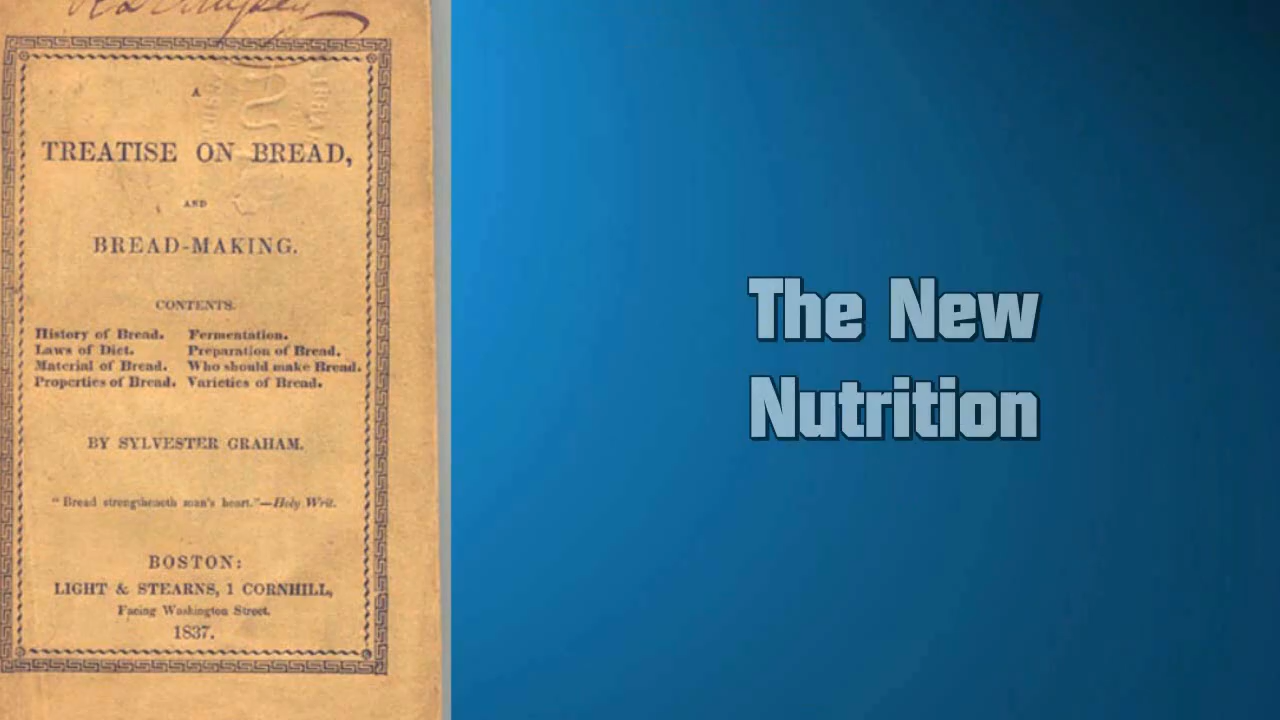 A
TREATISE ON BREAD,
AND
BREAD-MAKING.
CONTENTS.
History of Bread. Fermentation.
Laws of Diet. Preparation of Bread.
Material of Bread. Who should make Bread.
Properties of Bread. Varieties of Bread.
BY SYLVESTER GRAHAM.
"Bread strengtheneth man's heart."—Holy Writ.
BOSTON:
LIGHT & STEARNS, 1 CORNHILL,
Facing Washington Street.
1837.
The New
Nutrition